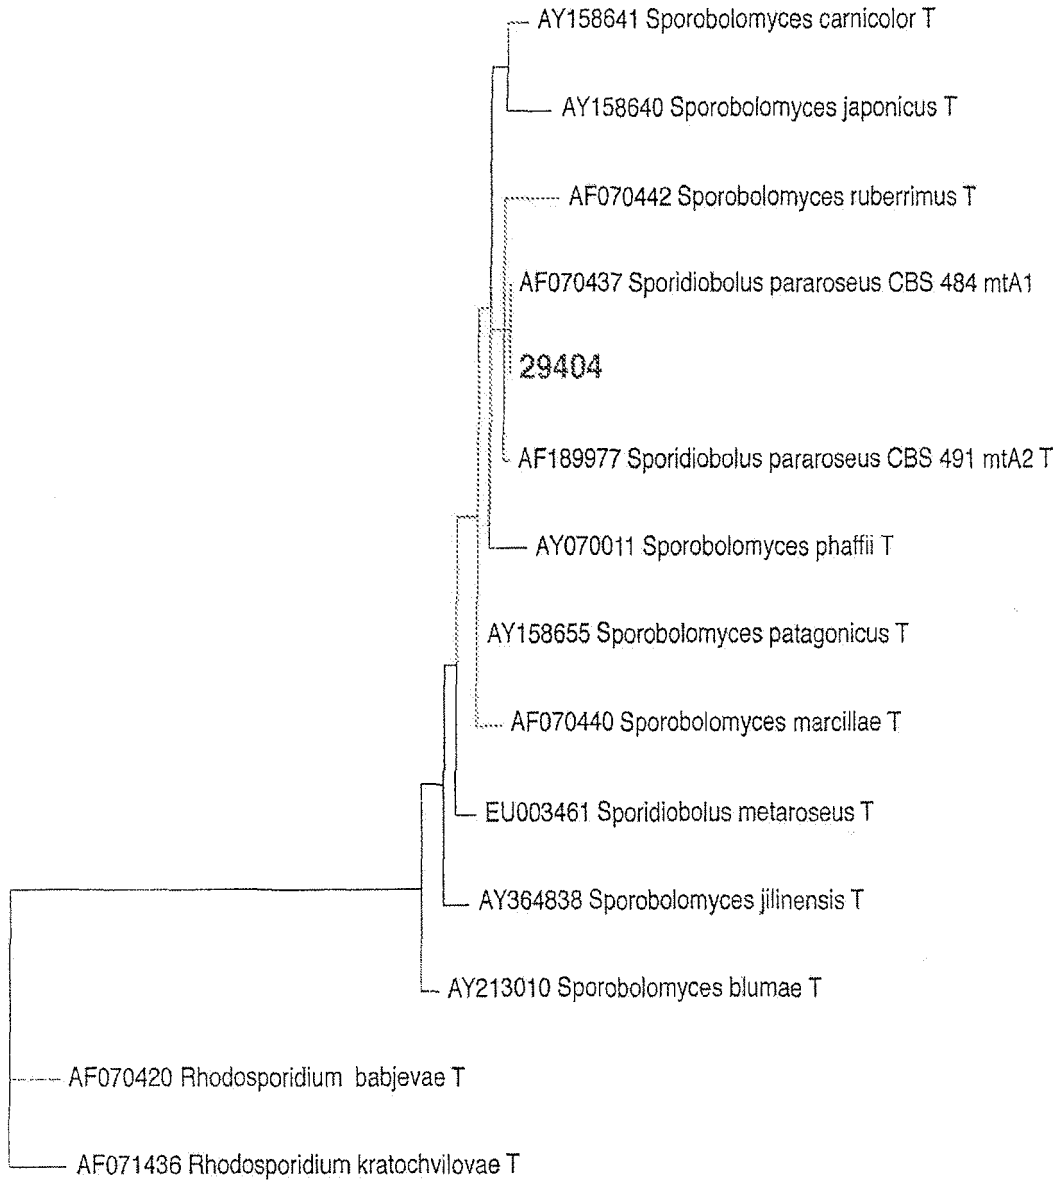 AY158641 Sporobolomyces carnicolor T
AY158640 Sporobolomyces japonicus T
AF070442 Sporobolomyces ruberrimus T
AF070437 Sporidiobolus pararoseus CBS 484 mtA1
29404
AF189977 Sporidiobolus pararoseus CBS 491 mtA2 T
AY070011 Sporobolomyces phaffii T
AY158655 Sporobolomyces patagonicus T
AF070440 Sporobolomyces marcillae T
EU003461 Sporidiobolus metaroseus T
AY364838 Sporobolomyces jilinensis T
AY213010 Sporobolomyces blumae T
AF070420 Rhodosporidium babjevae T
AF071436 Rhodosporidium kratochvilovae T